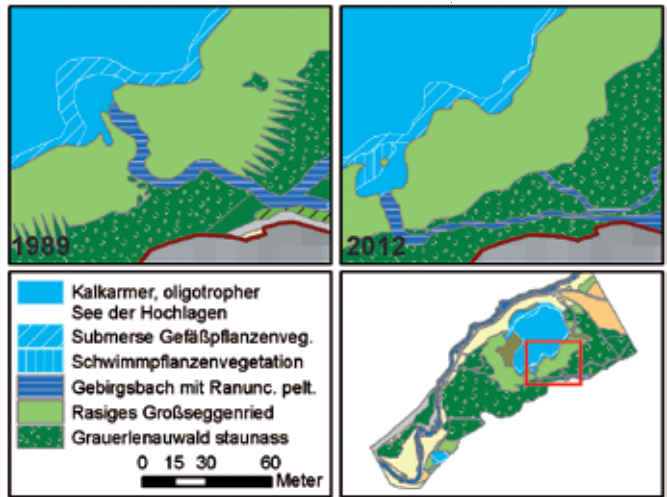 1989
2012
Kalkarmer, oligotropher
See der Hochlagen
Submerse Gefäßpflanzenveg.
Schwimmpflanzenvegetation
Gebirgsbach mit Ranunc. pelt.
Rasiges Großseggenried
Grauerlenauwald staunass
0 15 30 60
Meter